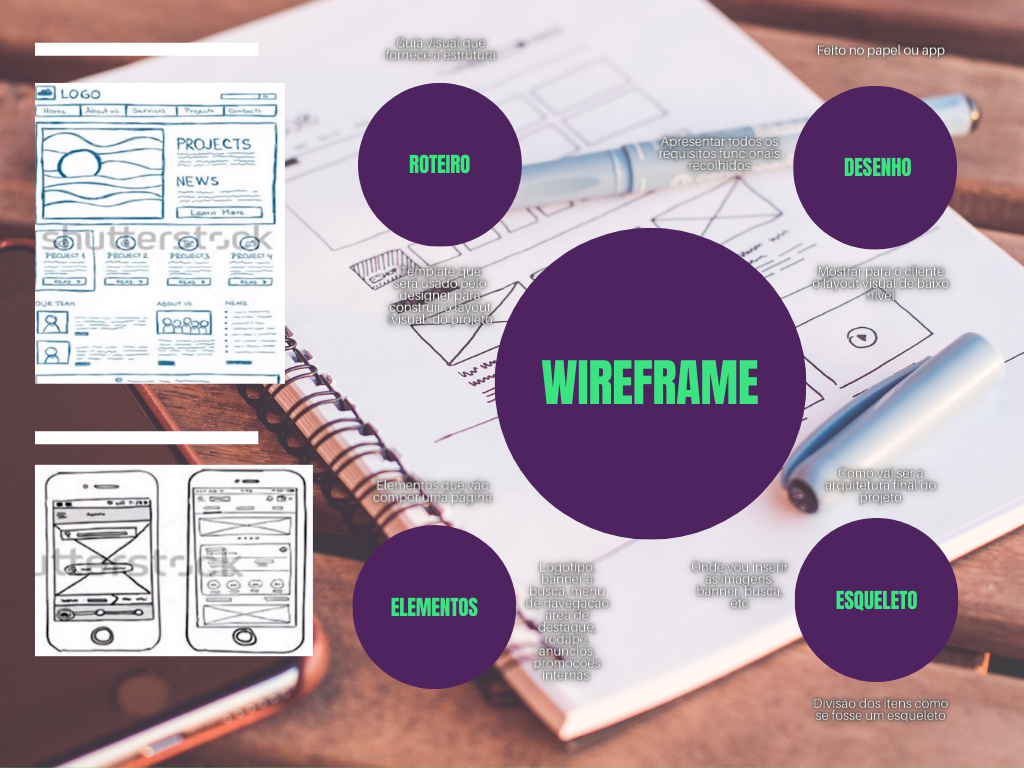 Guia visual que
fornece a estrutura
Feito no papel ou app
LOGO
Home
About us
Services
Projects
Contacts
PROJECTS
NEWS
Learn More
shutterstock
PROJECT 1
PROJECT 2
PROJECT 3
PROJECT 4
READ
READ
READ
READ
OUR TEAM
ABOUT US
NEWS
ROTEIRO
Apresentar todos os
requisitos funcionais
recolhidos
DESENHO
Template que
será usado pelo
designer para
construir o layout
visual do projeto
Mostrar para o cliente
o layout visual de baixo
nível
WIREFRAME
Elementos que vão
compor uma página
Como vai ser a
arquitetura final do
projeto
utterstock
ELEMENTOS
Logotipo,
banner e
busca, menu
de navegação
área de
destaque,
rodapé,
anúncios,
promoções
internas
Onde vou inserir
as imagens,
banner, busca,
etc
ESQUELETO
Divisão dos itens como
se fosse um esqueleto